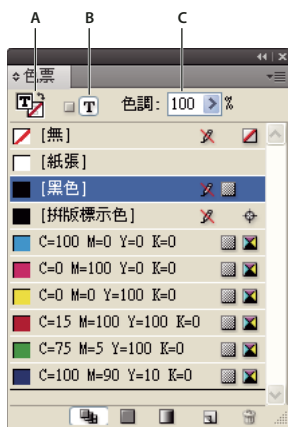 A B C
色票
T T 色調: 100 %
[無]
[紙張]
[黑色]
[拼版標示色]
C=100 M=0 Y=0 K=0
C=0 M=100 Y=0 K=0
C=0 M=0 Y=100 K=0
C=15 M=100 Y=100 K=0
C=75 M=5 Y=100 K=0
C=100 M=90 Y=10 K=0